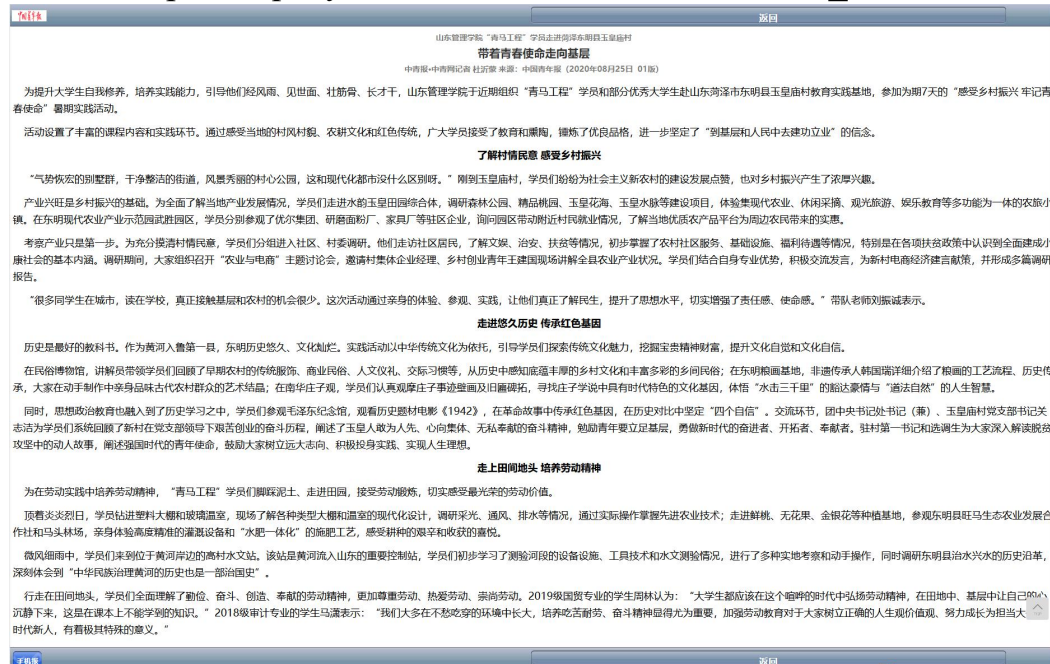 中国青年报
返回
山东管理学院“青马工程”学员走进菏泽东明县玉皇庙村
带着青春使命走向基层
中青报·中青网记者 杜沂蒙 来源：中国青年报 （2020年08月25日 01版）
为提升大学生自我修养，培养实践能力，引导他们经风雨、见世面、壮筋骨、长才干，山东管理学院于近期组织“青马工程”学员和部分优秀大学生赴山东菏泽市东明县玉皇庙村教育实践基地，参加为期7天的“感受乡村振兴 牢记青
春使命”暑期实践活动。
活动设置了丰富的课程内容和实践环节。通过感受当地的村风村貌、农耕文化和红色传统，广大学员接受了教育和熏陶，锤炼了优良品格，进一步坚定了“到基层和人民中去建功立业”的信念。
了解村情民意 感受乡村振兴
“气势恢宏的别墅群，干净整洁的街道，风景秀丽的村心公园，这和现代化都市没什么区别呀。”刚到玉皇庙村，学员们纷纷为社会主义新农村的建设发展点赞，也对乡村振兴产生了浓厚兴趣。
产业兴旺是乡村振兴的基础。为全面了解当地产业发展情况，学员们走进水韵玉皇田园综合体，调研森林公园、精品桃园、玉皇花海、玉皇水脉等建设项目，体验集现代农业、休闲采摘、观光旅游、娱乐教育等多功能为一体的农旅小
镇。在东明现代农业产业示范园武胜园区，学员分别参观了优尔集团、研磨面粉厂、家具厂等驻区企业，询问园区带动附近村民就业情况，了解当地优质农产品平台为周边农民带来的实惠。
考察产业只是第一步。为充分摸清村情民意，学员们分组进入社区、村委调研。他们走访社区居民，了解文娱、治安、扶贫等情况，初步掌握了农村社区服务、基础设施、福利待遇等情况，特别是在各项扶贫政策中认识到全面建成小
康社会的基本内涵。调研期间，大家组织召开“农业与电商”主题讨论会，邀请村集体企业经理、乡村创业青年王建国现场讲解全县农业产业状况。学员们结合自身专业优势，积极交流发言，为新村电商经济建言献策，并形成多篇调研
报告。
“很多同学生在城市，读在学校，真正接触基层和农村的机会很少。这次活动通过亲身的体验、参观、实践，让他们真正了解民生，提升了思想水平，切实增强了责任感、使命感。”带队老师刘振诚表示。
走进悠久历史 传承红色基因
历史是最好的教科书。作为黄河入鲁第一县，东明历史悠久、文化灿烂。实践活动以中华传统文化为依托，引导学员们探索传统文化魅力，挖掘宝贵精神财富，提升文化自觉和文化自信。
在民俗博物馆，讲解员带领学员们回顾了早期农村的传统服饰、商业民俗、人文仪礼、交际习惯等，从历史中感知底蕴丰厚的乡村文化和丰富多彩的乡间民俗；在东明粮画基地，非遗传承人韩国瑞详细介绍了粮画的工艺流程、历史传
承，大家在动手制作中亲身品味古代农村群众的艺术结晶；在南华庄子观，学员们认真观摩庄子事迹壁画及旧匾碑拓，寻找庄子学说中具有时代特色的文化基因，体悟“水击三千里”的豁达豪情与“道法自然”的人生智慧。
同时，思想政治教育也融入到了历史学习之中，学员们参观毛泽东纪念馆，观看历史题材电影《1942》，在革命故事中传承红色基因，在历史对比中坚定“四个自信”。交流环节，团中央书记处书记（兼）、玉皇庙村党支部书记关
志洁为学员们系统回顾了新村在党支部领导下艰苦创业的奋斗历程，阐述了玉皇人敢为人先、心向集体、无私奉献的奋斗精神，勉励青年要立足基层，勇做新时代的奋进者、开拓者、奉献者。驻村第一书记和选调生为大家深入解读脱贫
攻坚中的动人故事，阐述强国时代的青年使命，鼓励大家树立远大志向、积极投身实践、实现人生理想。
走上田间地头 培养劳动精神
为在劳动实践中培养劳动精神，“青马工程”学员们脚踩泥土、走进田园，接受劳动锻炼，切实感受最光荣的劳动价值。
顶着炎炎烈日，学员钻进塑料大棚和玻璃温室，现场了解各种类型大棚和温室的现代化设计，调研采光、通风、排水等情况，通过实际操作掌握先进农业技术；走进鲜桃、无花果、金银花等种植基地，参观东明县旺马生态农业发展合
作社和马头林场，亲身体验高度精准的灌溉设备和“水肥一体化”的施肥工艺，感受耕种的艰辛和收获的喜悦。
微风细雨中，学员们来到位于黄河岸边的高村水文站。该站是黄河流入山东的重要控制站，学员们初步学习了测验河段的设备设施、工具技术和水文测验情况，进行了多种实地考察和动手操作，同时调研东明县治水兴水的历史沿革，
深刻体会到“中华民族治理黄河的历史也是一部治国史”。
行走在田间地头，学员们全面理解了勤俭、奋斗、创造、奉献的劳动精神，更加尊重劳动、热爱劳动、崇尚劳动。2019级国贸专业的学生周林认为：“大学生都应该在这个喧哗的时代中弘扬劳动精神，在田地中、基层中让自己的心
沉静下来，这是在课本上不能学到的知识。”2018级审计专业的学生马潇表示：“我们大多在不愁吃穿的环境中长大，培养吃苦耐劳、奋斗精神显得尤为重要，加强劳动教育对于大家树立正确的人生观价值观、努力成长为担当大
时代新人，有着极其特殊的意义。”
手机报
返回